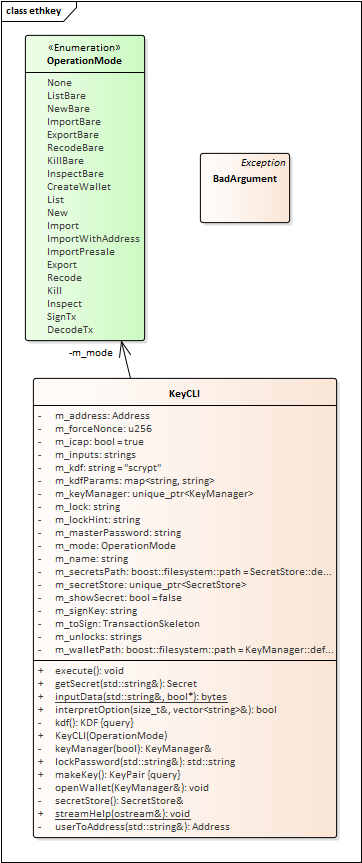 class ethkey
«Enumeration»
OperationMode
None
ListBare
NewBare
ImportBare
ExportBare
RecodeBare
KillBare
InspectBare
CreateWallet
List
New
Import
ImportWithAddress
ImportPresale
Export
Recode
Kill
Inspect
SignTx
DecodeTx
Exception
BadArgument
-m_mode
KeyCLI
- m_address: Address
- m_forceNonce: u256
- m_icap: bool = true
- m_inputs: strings
- m_kdf: string = "scrypt"
- m_kdfParams: map<string, string>
- m_keyManager: unique_ptr<KeyManager>
- m_lock: string
- m_lockHint: string
- m_masterPassword: string
- m_mode: OperationMode
- m_name: string
- m_secretsPath: boost::filesystem::path = SecretStore::de...
- m_secretStore: unique_ptr<SecretStore>
- m_showSecret: bool = false
- m_signKey: string
- m_toSign: TransactionSkeleton
- m_unlocks: strings
- m_walletPath: boost::filesystem::path = KeyManager::def...
+ execute(): void
+ getSecret(std::string&): Secret
+ inputData(std::string&, bool*): bytes
+ interpretOption(size_t&, vector<string>&): bool
- kdf(): KDF {query}
+ KeyCLI(OperationMode)
- keyManager(bool): KeyManager&
+ lockPassword(std::string&): std::string
+ makeKey(): KeyPair {query}
- openWallet(KeyManager&): void
- secretStore(): SecretStore&
+ streamHelp(ostream&): void
- userToAddress(std::string&): Address